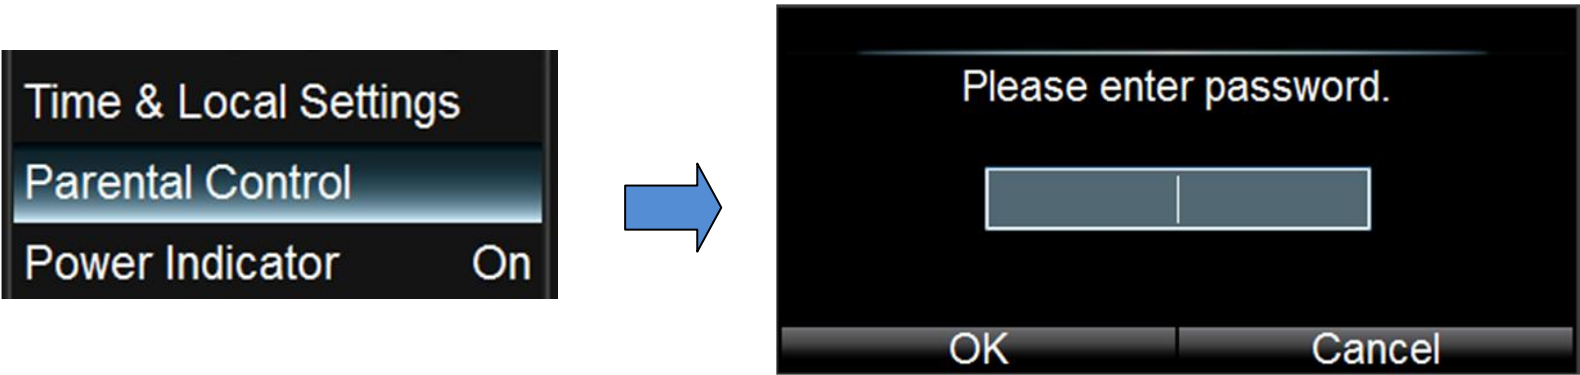 Time & Local Settings
Parental Control
Power Indicator On
Please enter password.
OK Cancel